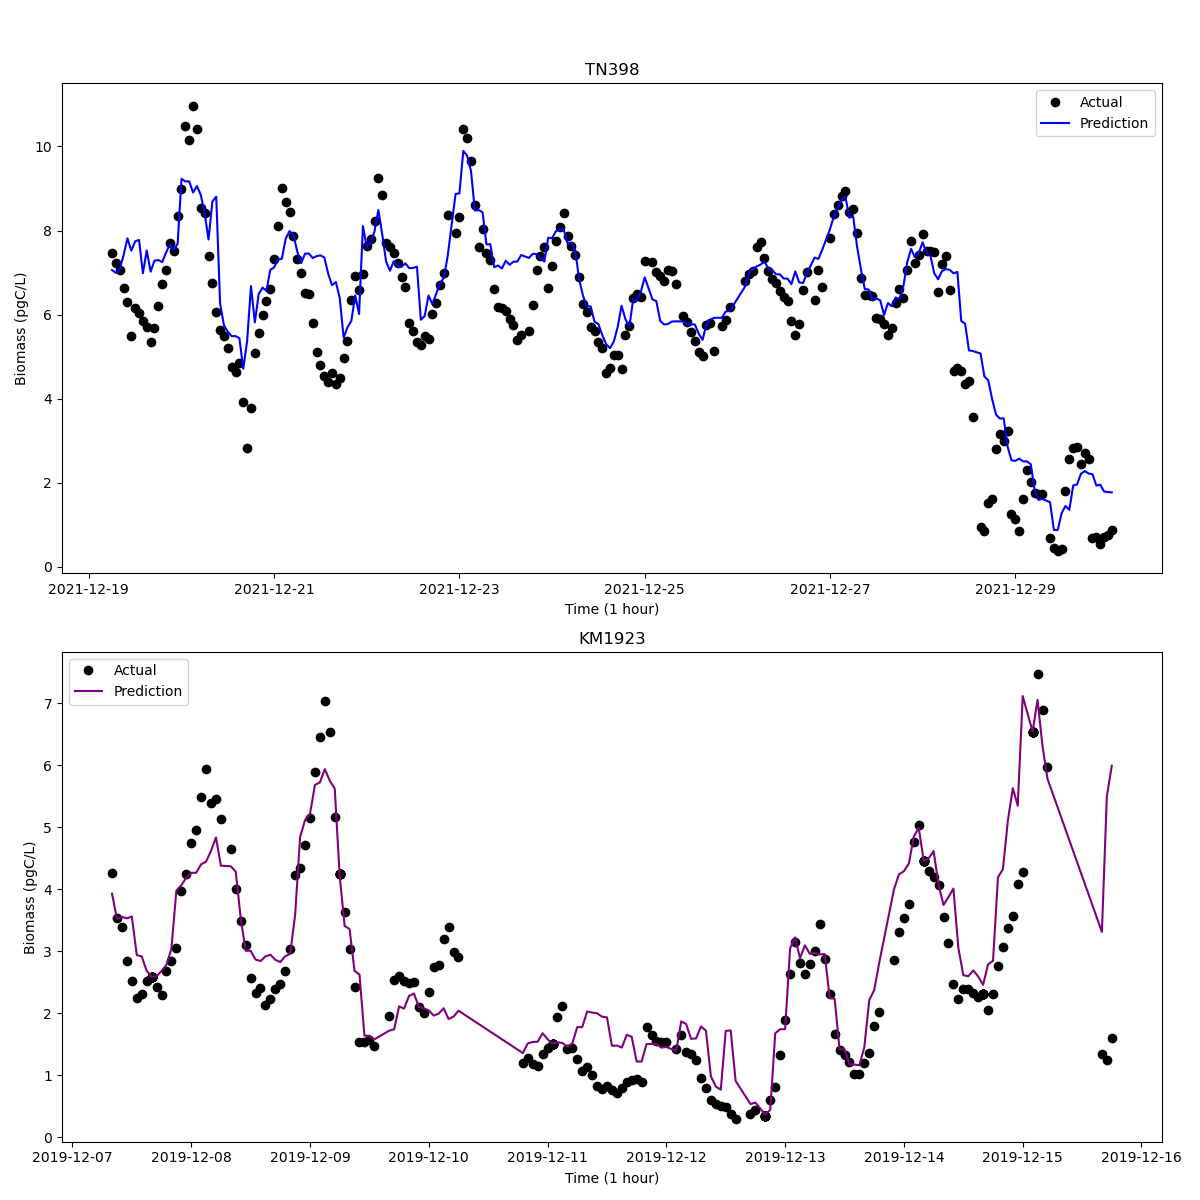 TN398
Actual
Prediction
Biomass (pgC/L)
10
8
6
4
2
0
2021-12-19 2021-12-21 2021-12-23 2021-12-25 2021-12-27 2021-12-29
Time (1 hour)
KM1923
Actual
Prediction
Biomass (pgC/L)
7
6
5
4
3
2
1
0
2019-12-07 2019-12-08 2019-12-09 2019-12-10 2019-12-11 2019-12-12 2019-12-13 2019-12-14 2019-12-15 2019-12-16
Time (1 hour)